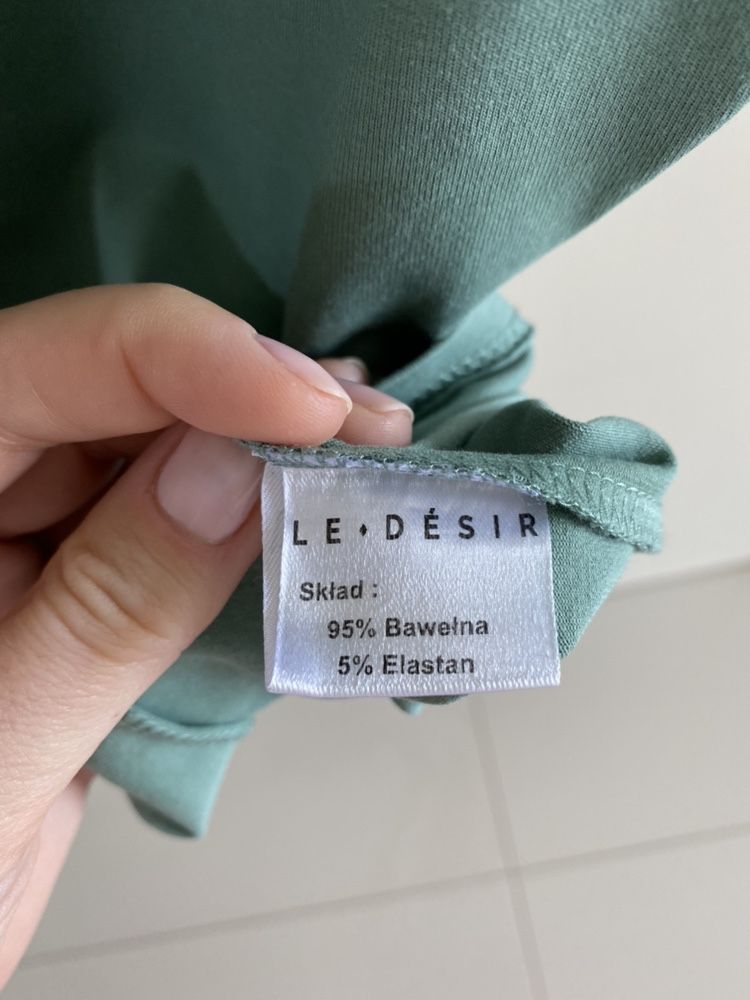 LE♦DÉSIR
Skład :
95% Bawełna
5% Elastan